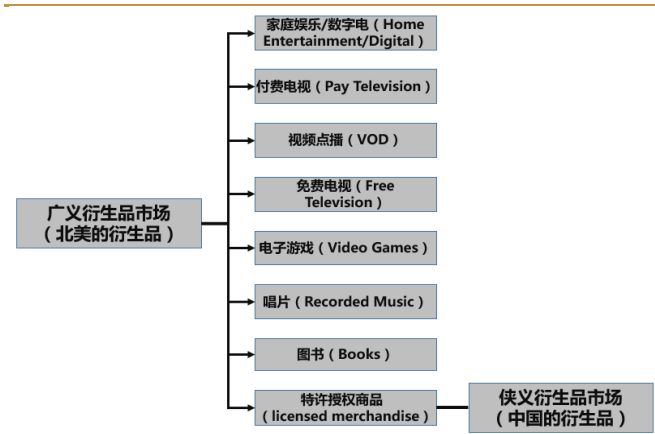 家庭娱乐/数字电（Home
Entertainment/Digital）
付费电视（Pay Television）
视频点播（VOD）
免费电视（Free
Television）
广义衍生品市场
（北美的衍生品）
电子游戏（Video Games）
唱片（Recorded Music）
图书（Books）
特许授权商品
（licensed merchandise）
侠义衍生品市场
（中国的衍生品）